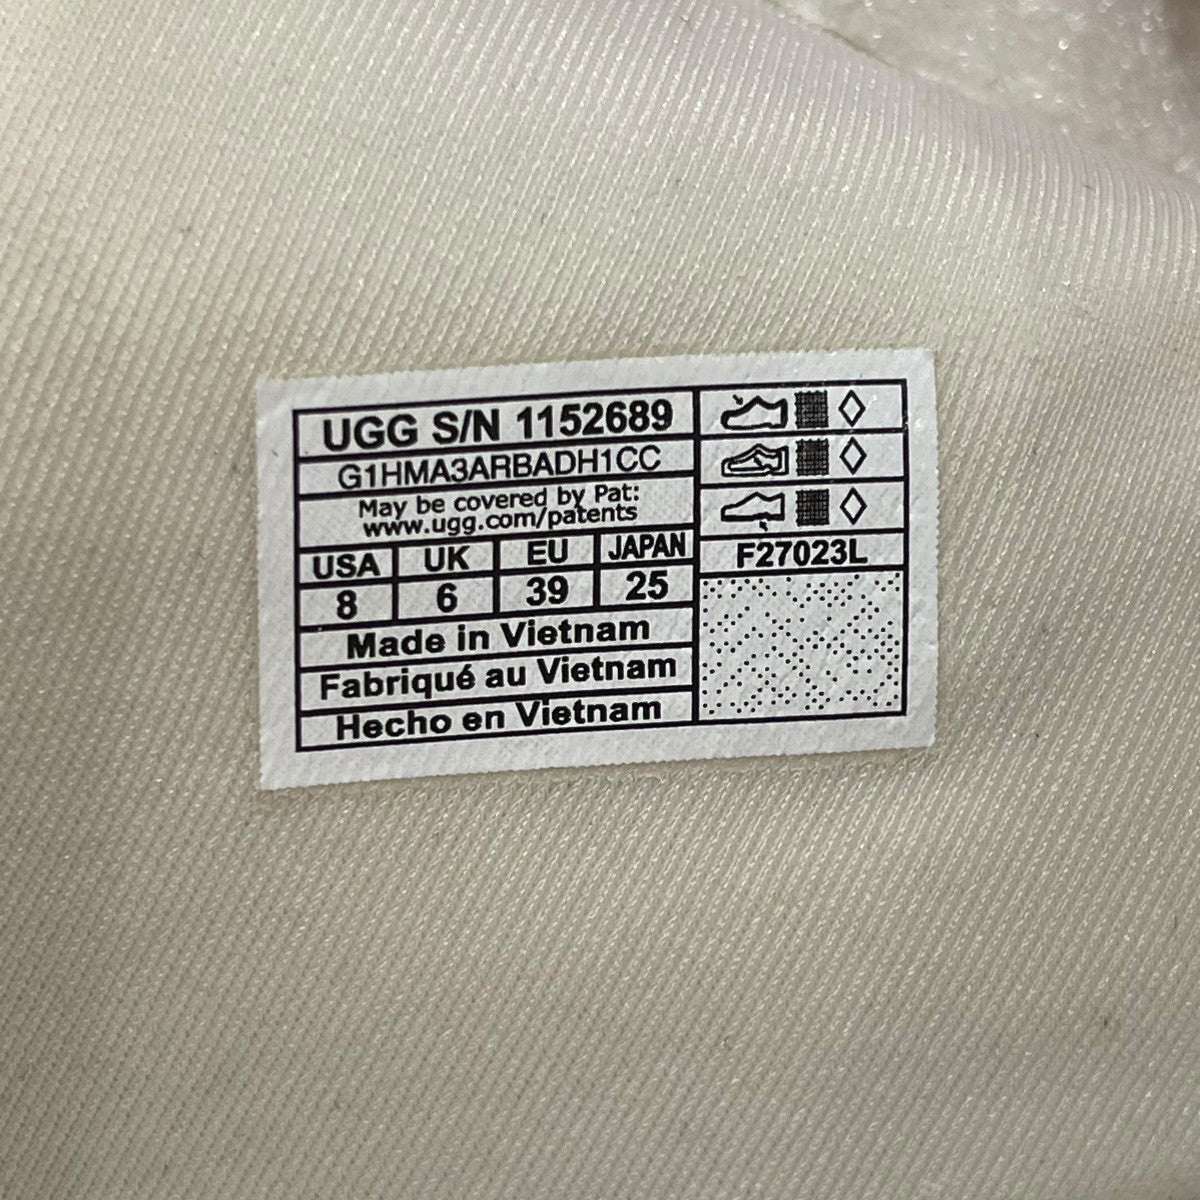 UGG S/N 1152689
G1HMA3ARBADH1CC
May be covered by Pat:
www.ugg.com/patents
USA UK EU JAPAN
8 6 39 25
Made in Vietnam
Fabriqué au Vietnam
Hecho en Vietnam
F27023L